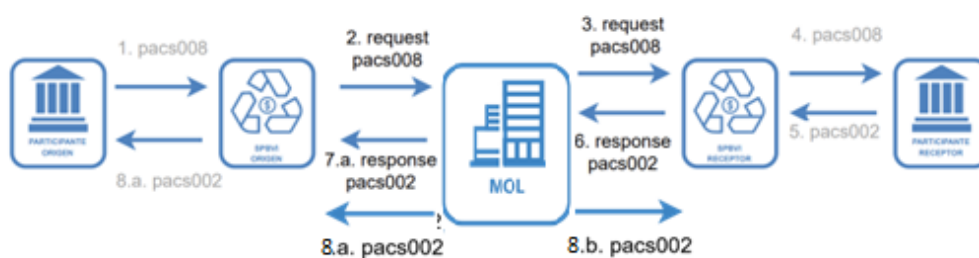 1. pacs008
2. request
pacs008
3. request
pacs008
4. pacs008
PARTICIPANTE
ORIGEN
SPBVI
ORIGEN
MOL
SPBVI
RECEPTOR
PARTICIPANTE
RECEPTOR
8.a. pacs002
7.a. response
pacs002
6. response
pacs002
5. pacs002
8.a. pacs002
8.b. pacs002